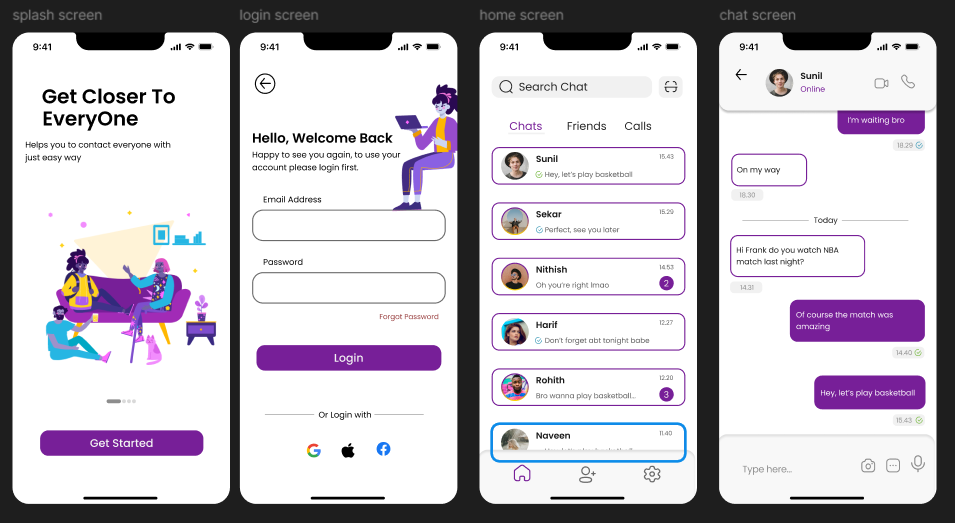 splash screen
9:41
Get Closer To
EveryOne
Helps you to contact everyone with
just easy way
Get Started
login screen
9:41
Hello, Welcome Back
Happy to see you again, to use your
account please login first.
Email Address
Password
Forgot Password
Login
Or Login with
home screen
9:41
Search Chat
Chats Friends Calls
Sunil 15.43
Hey, let's play basketball
Sekar 15.29
Perfect, see you later
Nithish 14:53
Oh you're right lmao 2
Harif 12.27
Don't forget abt tonight babe
Rohith 12.20
Bro wanna play basketball... 3
Naveen 11.40
chat screen
9:41
Sunil
Online
I'm waiting bro
18.29
On my way
18.30
Today
Hi Frank do you watch NBA
match last night?
14.31
Of course the match was
amazing
14.40
Hey, let's play basketball
15.43
Type here...